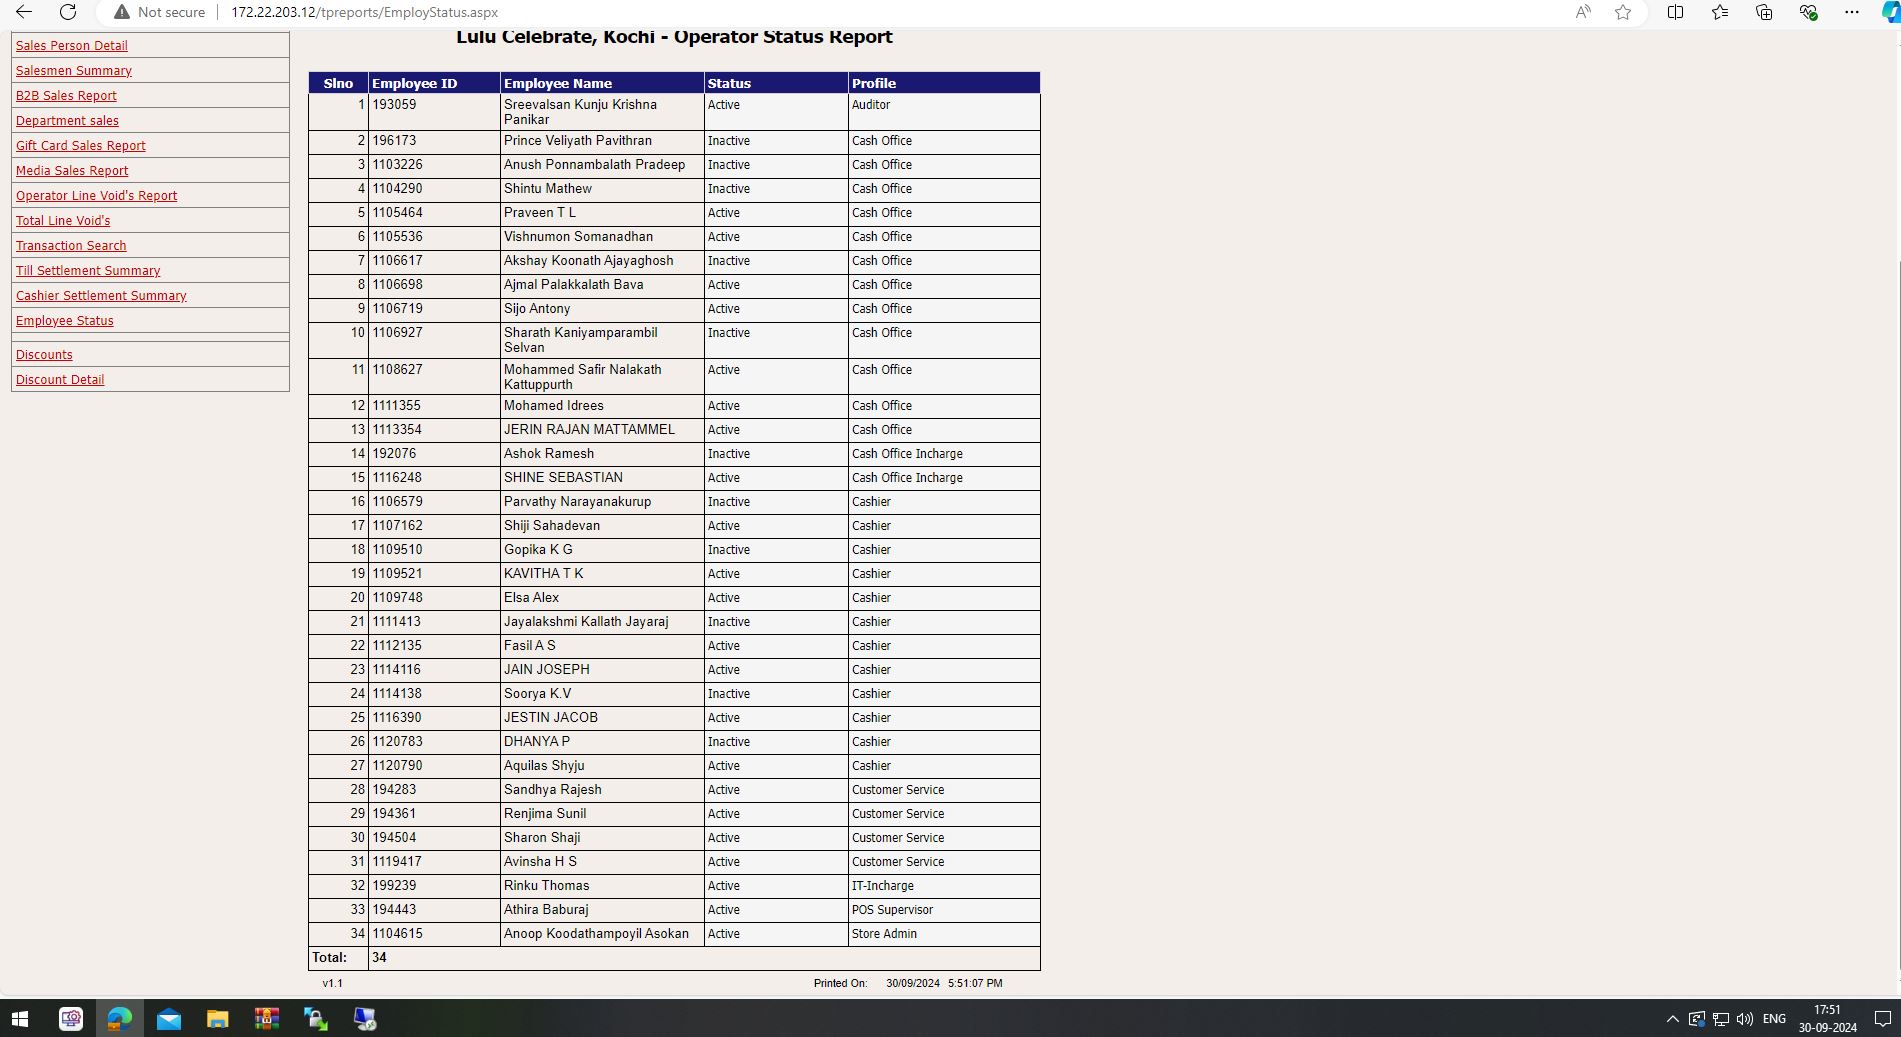 Not secure | 172.22.203.12/tpreports/EmployStatus.aspx
Sales Person Detail
Salesmen Summary
B2B Sales Report
Department sales
Gift Card Sales Report
Media Sales Report
Operator Line Void's Report
Total Line Void's
Transaction Search
Till Settlement Summary
Cashier Settlement Summary
Employee Status
Discounts
Discount Detail
Lulu Celebrate, Kochi - Operator Status Report
Slno Employee ID Employee Name Status Profile
1 193059 Sreevalsan Kunju Krishna Active Auditor
Panikar
2 196173 Prince Veliyath Pavithran Inactive Cash Office
3 1103226 Anush Ponnambalath Pradeep Inactive Cash Office
4 1104290 Shintu Mathew Inactive Cash Office
5 1105464 Praveen T L Active Cash Office
6 1105536 Vishnumon Somanadhan Active Cash Office
7 1106617 Akshay Koonath Ajayaghosh Inactive Cash Office
8 1106698 Ajmal Palakkalath Bava Active Cash Office
9 1106719 Sijo Antony Active Cash Office
10 1106927 Sharath Kaniyamparambil Inactive Cash Office
Selvan
11 1108627 Mohammed Safir Nalakath Active Cash Office
Kattuppurth
12 1111355 Mohamed Idrees Active Cash Office
13 1113354 JERIN RAJAN MATTAMMEL Active Cash Office
14 192076 Ashok Ramesh Inactive Cash Office Incharge
15 1116248 SHINE SEBASTIAN Active Cash Office Incharge
16 1106579 Parvathy Narayanakurup Inactive Cashier
17 1107162 Shiji Sahadevan Active Cashier
18 1109510 Gopika K G Inactive Cashier
19 1109521 KAVITHA T K Active Cashier
20 1109748 Elsa Alex Active Cashier
21 1111413 Jayalakshmi Kallath Jayaraj Inactive Cashier
22 1112135 Fasil A S Active Cashier
23 1114116 JAIN JOSEPH Active Cashier
24 1114138 Soorya K.V Inactive Cashier
25 1116390 JESTIN JACOB Active Cashier
26 1120783 DHANYA P Inactive Cashier
27 1120790 Aquilas Shyju Active Cashier
28 194283 Sandhya Rajesh Active Customer Service
29 194361 Renjima Sunil Active Customer Service
30 194504 Sharon Shaji Active Customer Service
31 1119417 Avinsha H S Active Customer Service
32 199239 Rinku Thomas Active IT-Incharge
33 194443 Athira Baburaj Active POS Supervisor
34 1104615 Anoop Koodathampoyil Asokan Active Store Admin
Total: 34
v1.1 Printed On: 30/09/2024 5:51:07 PM
ENG
17:51
30-09-2024